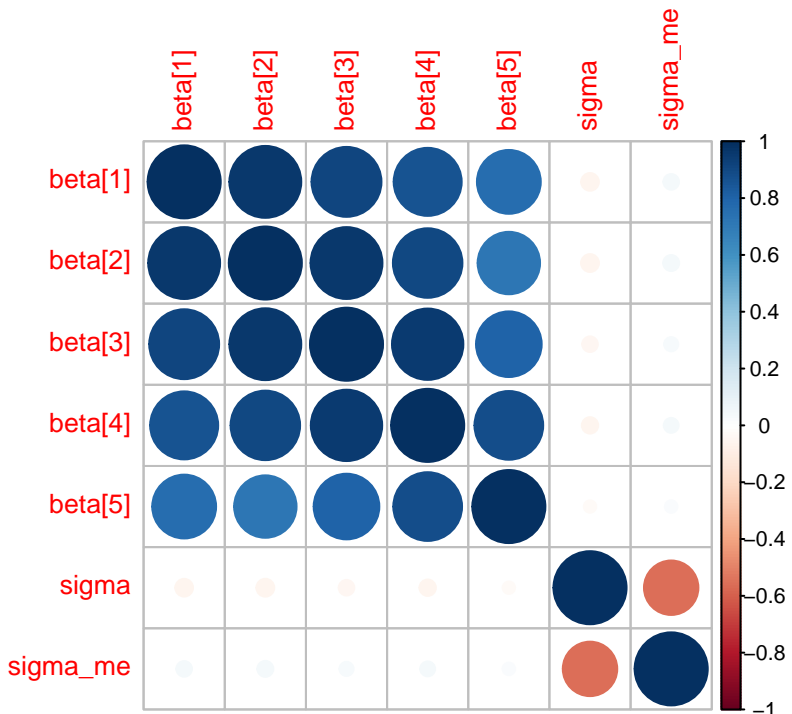 beta[1]
beta[2]
beta[3]
beta[4]
beta[5]
sigma
sigma_me
beta[1]
beta[2]
beta[3]
beta[4]
beta[5]
sigma
sigma_me
1
0.8
0.6
0.4
0.2
0
−0.2
−0.4
−0.6
−0.8
−1